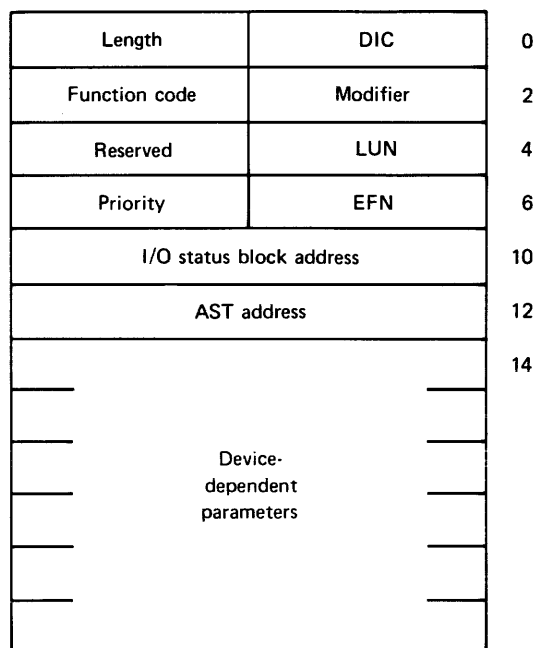 Length DIC 0
Function code Modifier 2
Reserved LUN 4
Priority EFN 6
I/O status block address 10
AST address 12
14
Device-
dependent
parameters